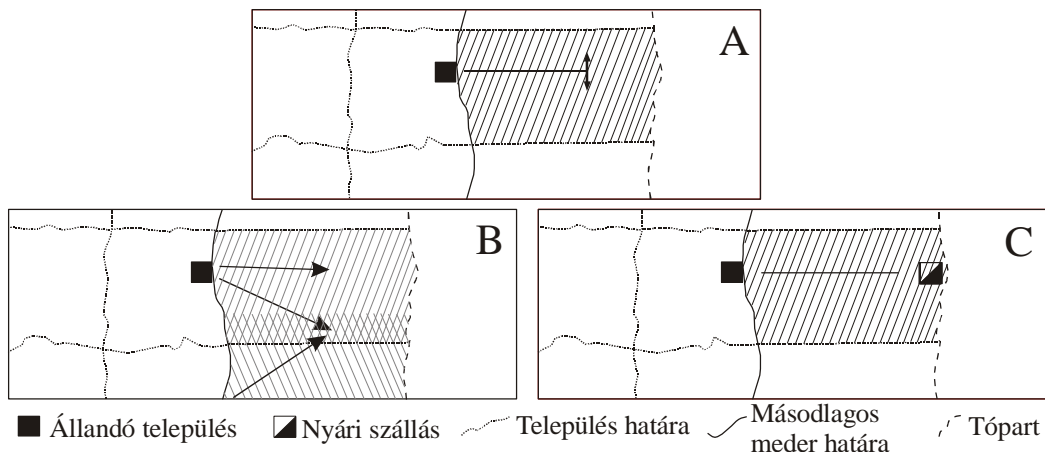 A
B
C
Állandó település
Nyári szállás
Település határa
Másodlagos
meder határa
Tópart